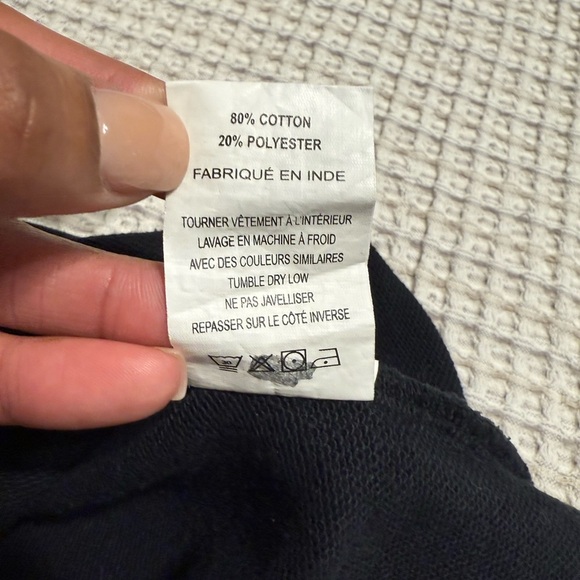 80% COTTON
20% POLYESTER
FABRIQUÉ EN INDE
TOURNER VÊTEMENT À L'INTÉRIEUR
LAVAGE EN MACHINE À FROID
AVEC DES COULEURS SIMILAIRES
TUMBLE DRY LOW
NE PAS JAVELLISER
REPASSER SUR LE CÔTÉ INVERSE